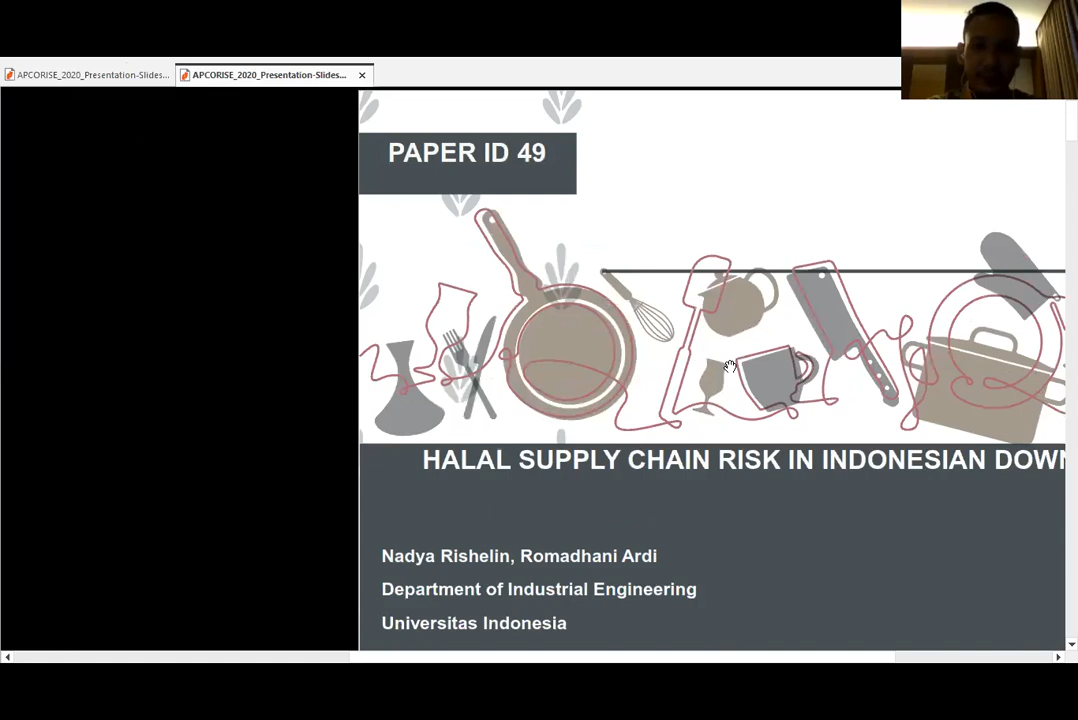 APCORISE_2020_Presentation-Slides...
APCORISE_2020_Presentation-Slides...
PAPER ID 49
HALAL SUPPLY CHAIN RISK IN INDONESIAN DOWN
Nadya Rishelin, Romadhani Ardi
Department of Industrial Engineering
Universitas Indonesia